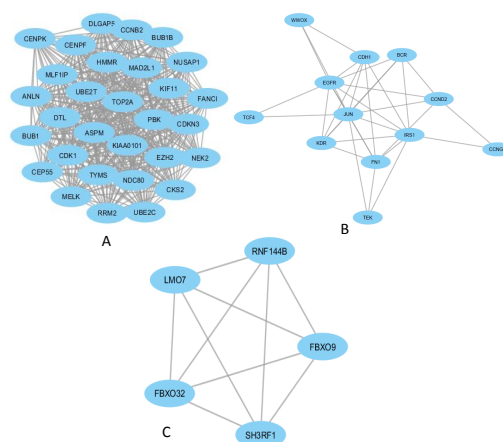 DLGAP5
CENPK
CCNB2
CENPF
BUB1B
HMMR
MAD2L1
NUSAP1
MLF1IP
UBE2T
KIF11
ANLN
TOP2A
FANCI
DTL
PBK
CDKN3
BUB1
ASPM
KIAA0101
CDK1
EZH2
NEK2
CEP55
TYMS
NDC80
CKS2
MELK
RRM2
UBE2C
A
WWOX
CDH1
BCR
EGFR
CCND2
TCF4
JUN
KDR
IRS1
CCNG
FN1
TEK
B
RNF144B
LMO7
FBXO9
FBXO32
SH3RF1
C